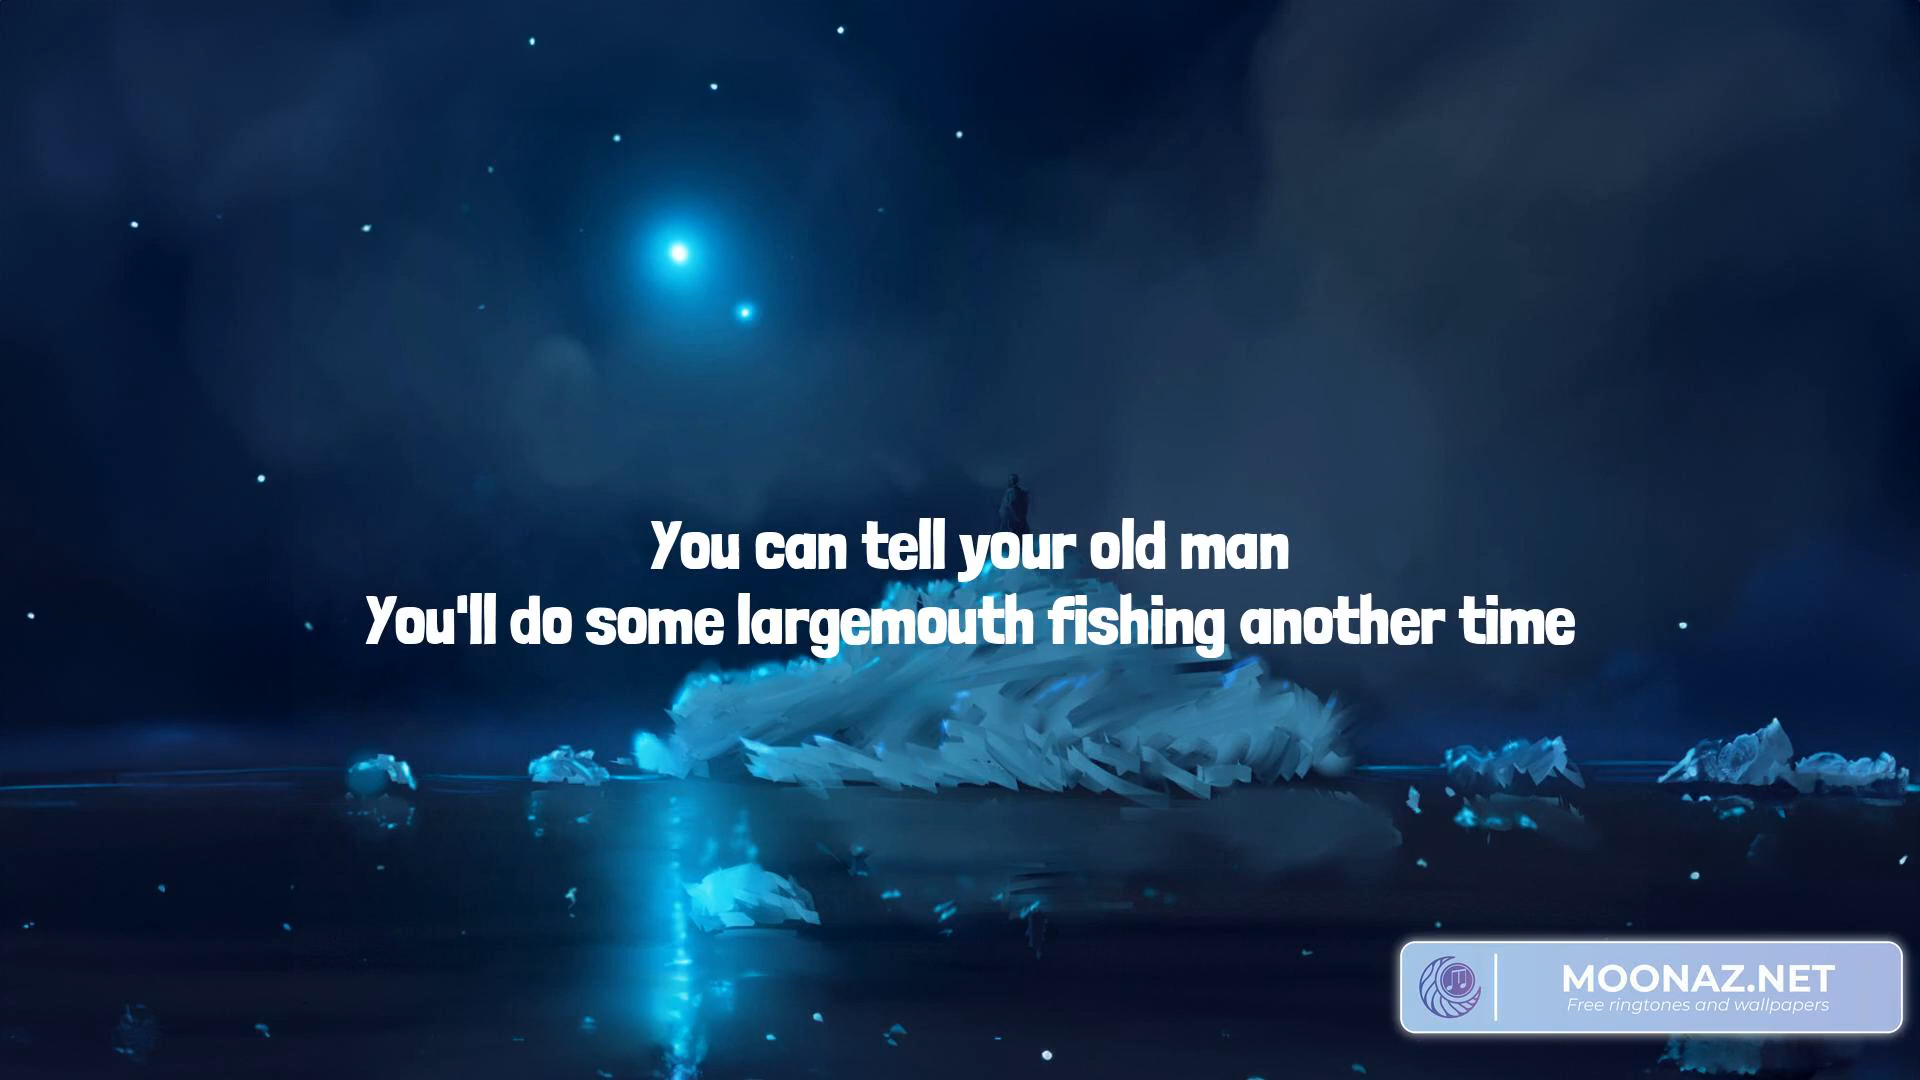 You can tell your old man
You'll do some largemouth fishing another time
MOONAZ.NET
Free ringtones and wallpapers